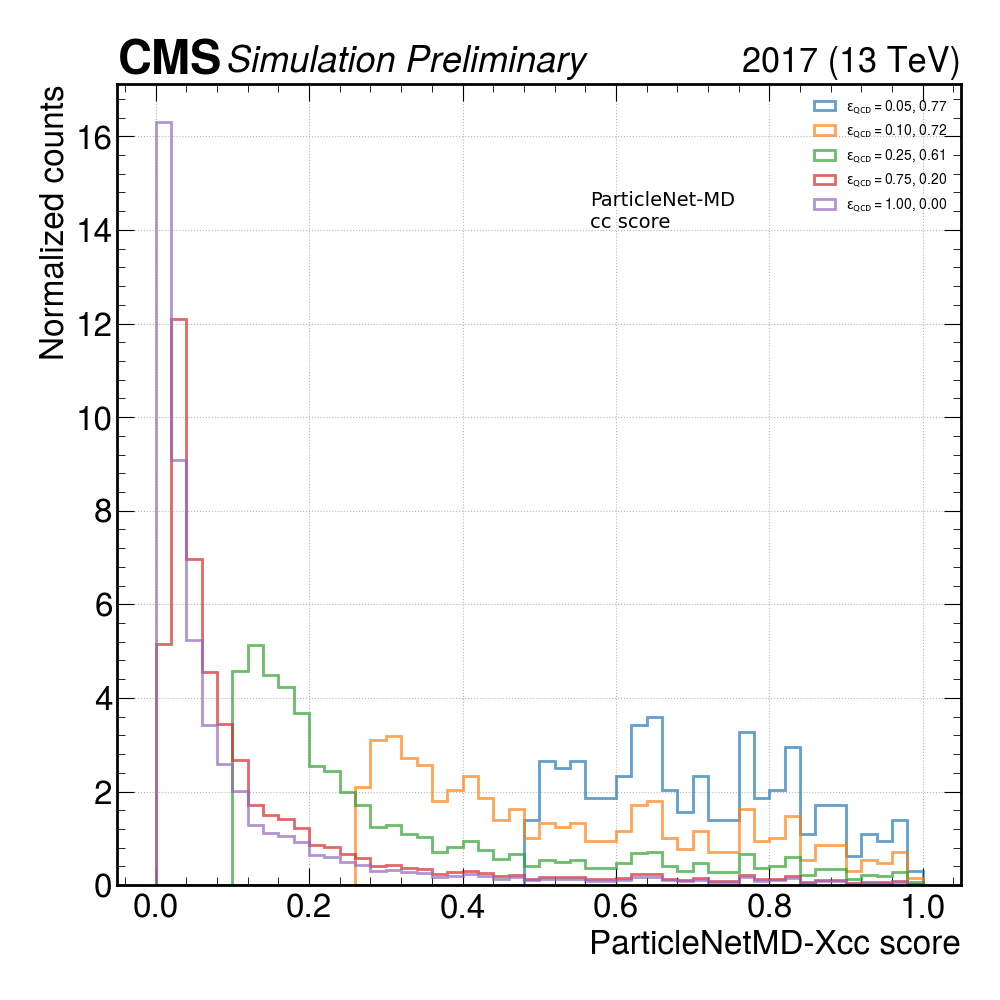 CMS Simulation Preliminary 2017 (13 TeV)
Normalized counts
16
14
12
10
8
6
4
2
0
ε_QCD = 0.05, 0.77
ε_QCD = 0.10, 0.72
ε_QCD = 0.25, 0.61
ε_QCD = 0.75, 0.20
ε_QCD = 1.00, 0.00
ParticleNet-MD
cc score
0.0 0.2 0.4 0.6 0.8 1.0
ParticleNetMD-Xcc score